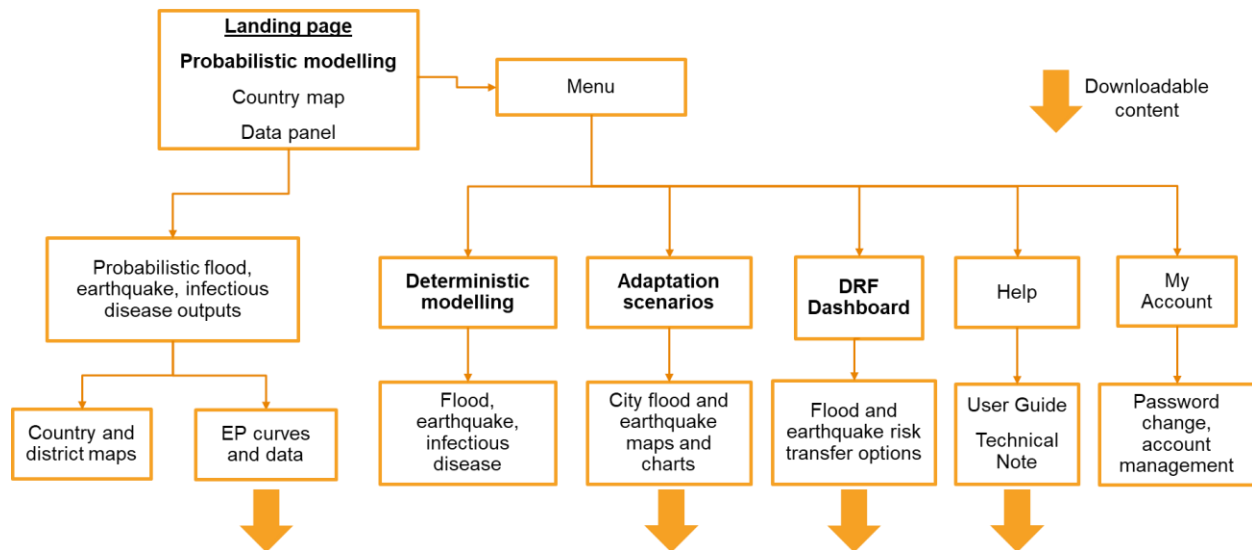 Landing page
Probabilistic modelling
Country map
Data panel
Menu
Downloadable
content
Probabilistic flood,
earthquake, infectious
disease outputs
Deterministic
modelling
Adaptation
scenarios
DRF
Dashboard
Help
My
Account
Country and
district maps
EP curves
and data
Flood,
earthquake,
infectious
disease
City flood and
earthquake
maps and
charts
Flood and
earthquake risk
transfer options
User Guide
Technical
Note
Password
change,
account
management